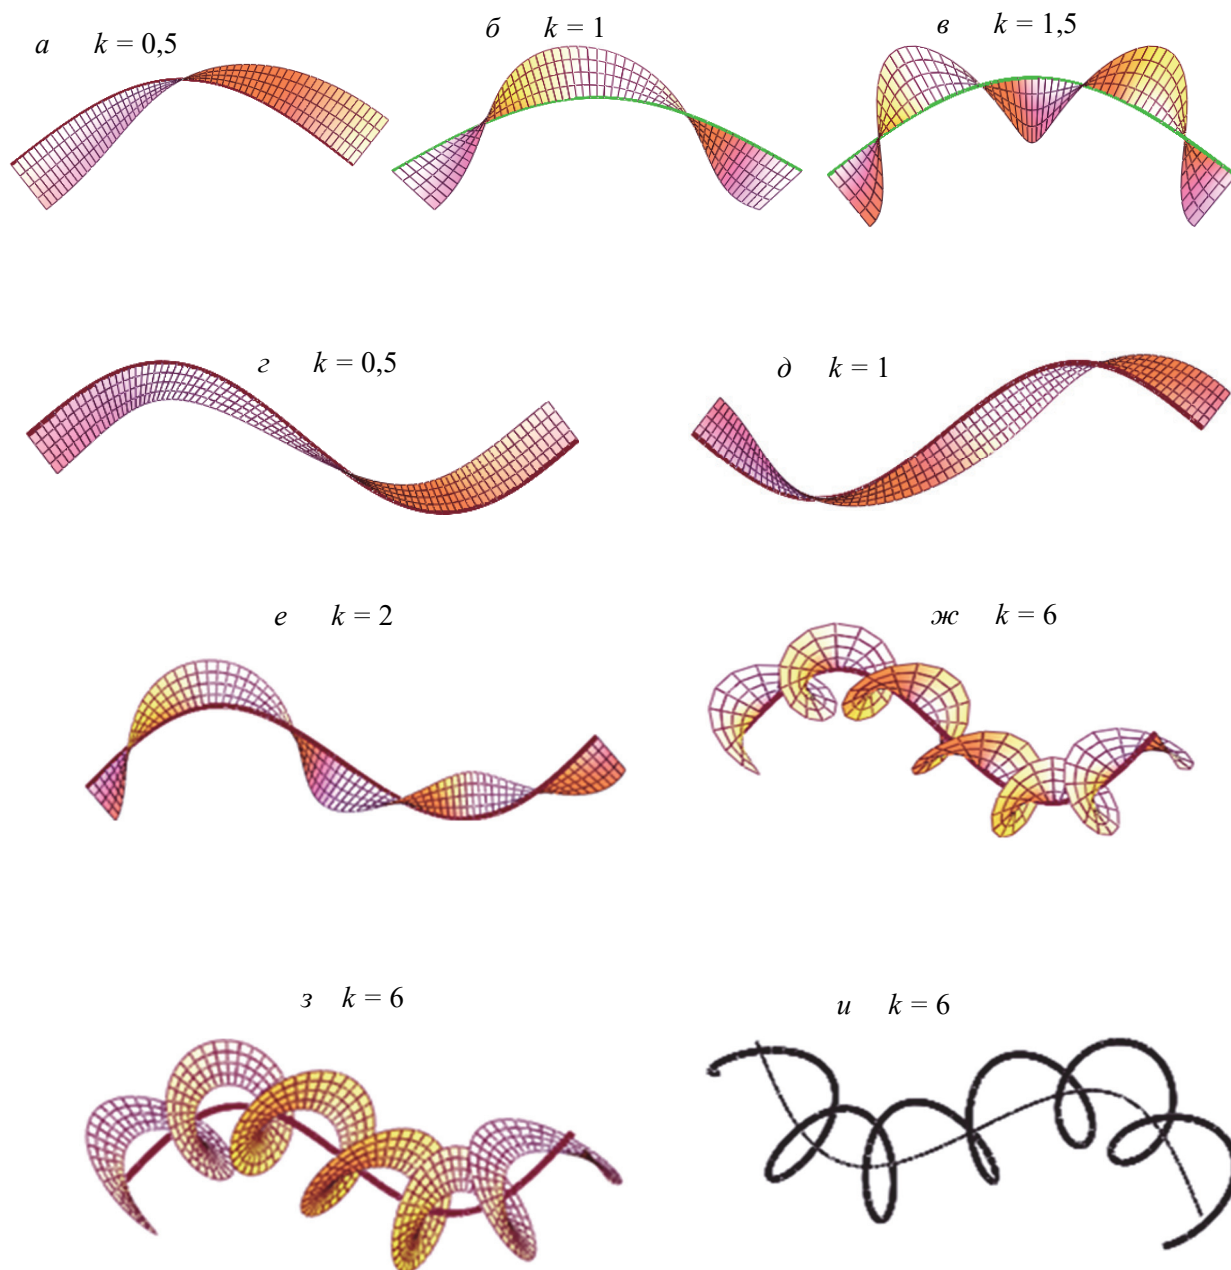 а k = 0,5
б k = 1
в k = 1,5
г k = 0,5
д k = 1
е k = 2
ж k = 6
з k = 6
и k = 6